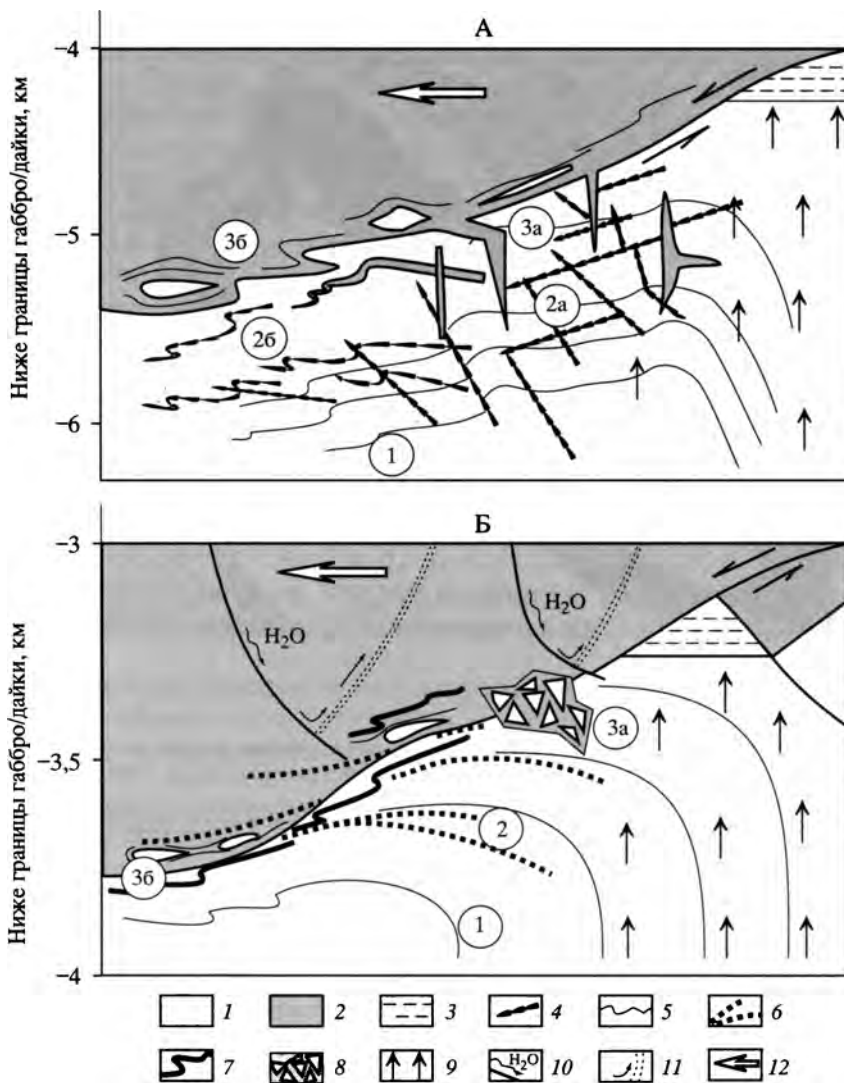 А
Ниже границы габбро/дайки, км
−4
−5
−6
3а
3б
2а
2б
1
Б
Ниже границы габбро/дайки, км
−3
−3,5
−4
H₂O
H₂O
3а
2
3б
1
1 2 3 4 5 6
7 8 9 H₂O 10 11 12